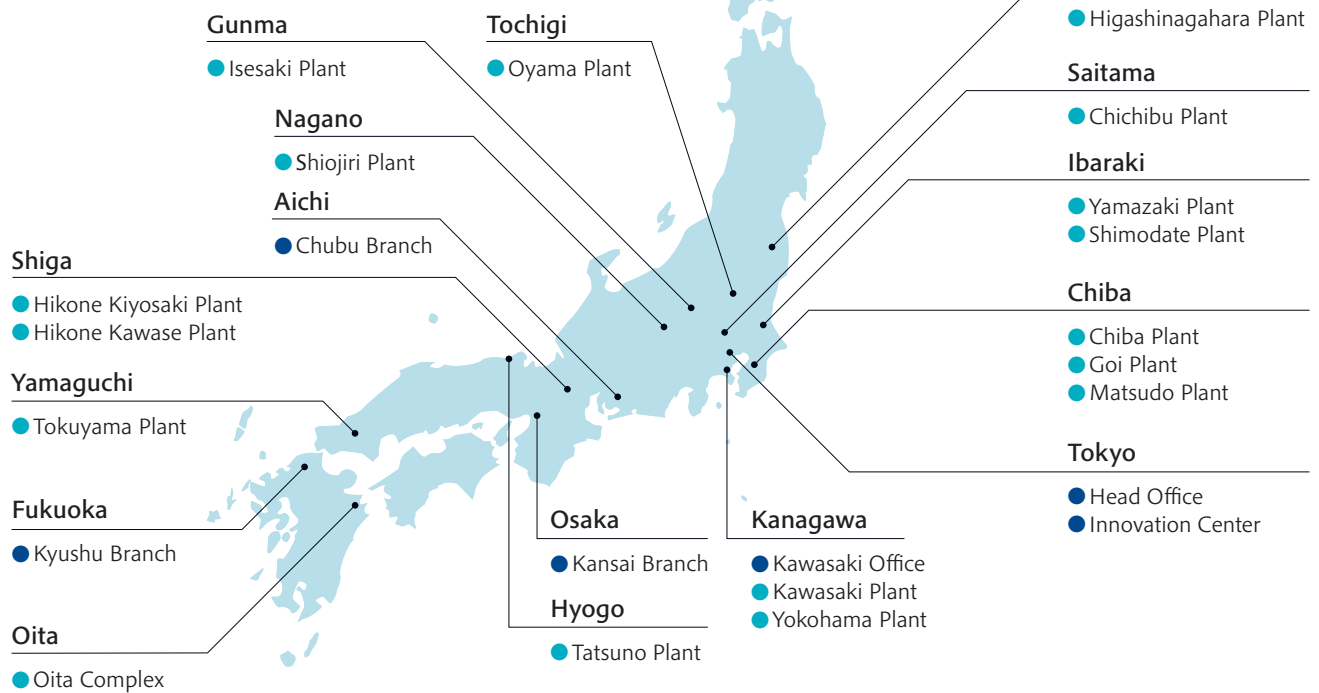 Gunma
Isesaki Plant
Tochigi
Oyama Plant
Nagano
Shiojiri Plant
Aichi
Chubu Branch
Shiga
Hikone Kiyosaki Plant
Hikone Kawase Plant
Yamaguchi
Tokuyama Plant
Fukuoka
Kyushu Branch
Oita
Oita Complex
Osaka
Kansai Branch
Hyogo
Tatsuno Plant
Kanagawa
Kawasaki Office
Kawasaki Plant
Yokohama Plant
Higashinagahara Plant
Saitama
Chichibu Plant
Ibaraki
Yamazaki Plant
Shimodate Plant
Chiba
Chiba Plant
Goi Plant
Matsudo Plant
Tokyo
Head Office
Innovation Center